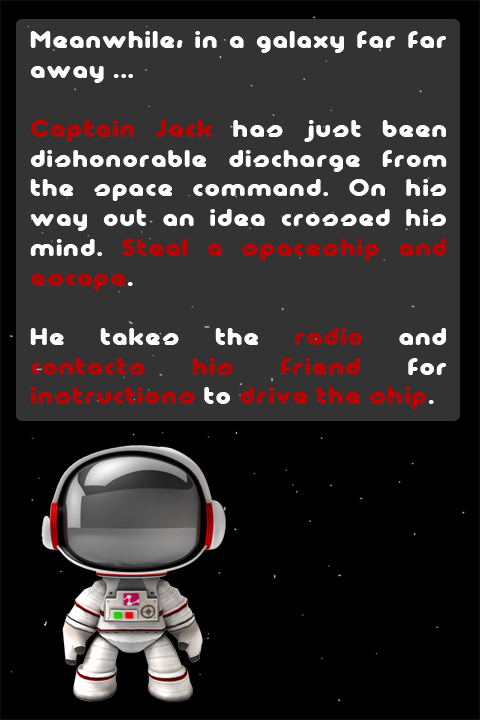 Meanwhile, in a galaxy far far
away ...
Captain Jack has just been
dishonorable discharge from
the space command. On his
way out an idea crossed his
mind. Steal a spaceship and
escape.
He takes the radio and
contacts his friend for
instructions to drive the ship.